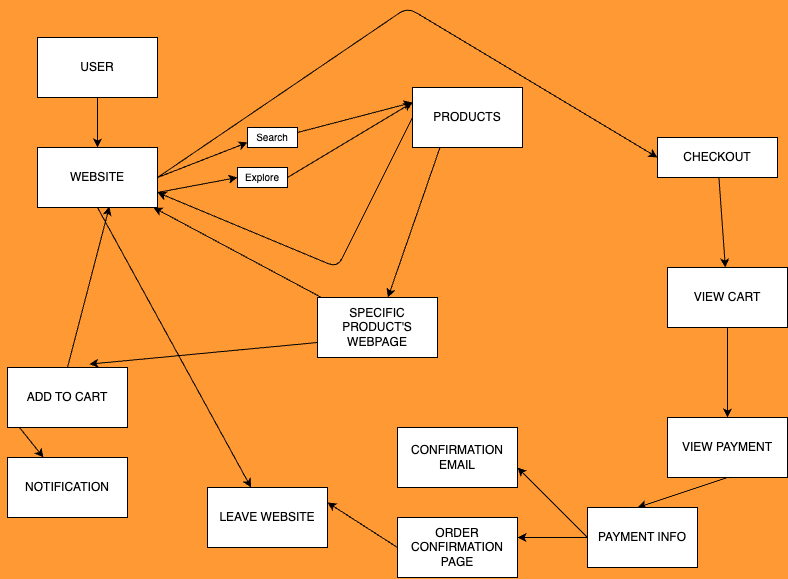 USER
WEBSITE
Search
Explore
PRODUCTS
CHECKOUT
VIEW CART
SPECIFIC
PRODUCT'S
WEBPAGE
ADD TO CART
NOTIFICATION
LEAVE WEBSITE
CONFIRMATION
EMAIL
ORDER
CONFIRMATION
PAGE
VIEW PAYMENT
PAYMENT INFO